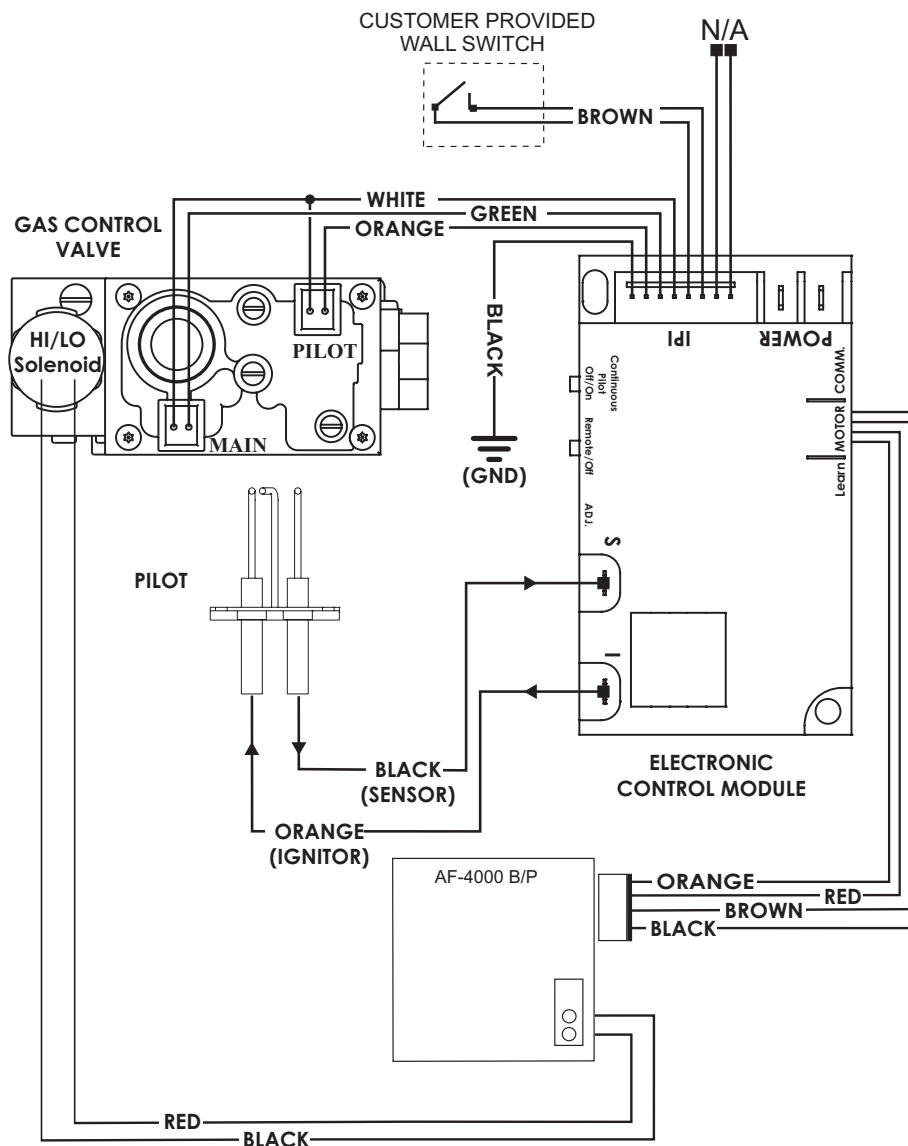 CUSTOMER PROVIDED
WALL SWITCH
N/A
BROWN
WHITE
GREEN
ORANGE
GAS CONTROL
VALVE
HI/LO
Solenoid
PILOT
MAIN
BLACK
(GND)
IPI
POWER
Continuous
Pilot
Off/On
Remote/Off
ADJ.
COMM.
MOTOR
Learn
S
I
PILOT
BLACK
(SENSOR)
ORANGE
(IGNITOR)
ELECTRONIC
CONTROL MODULE
AF-4000 B/P
ORANGE
RED
BROWN
BLACK
RED
BLACK